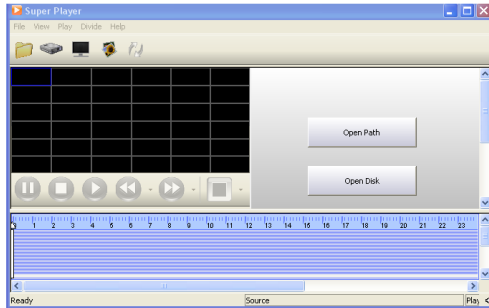 Super Player
File View Play Divide Help
Open Path
Open Disk
0 1 2 3 4 5 6 7 8 9 10 11 12 13 14 15 16 17 18 19 20 21 22 23
Ready Source Play